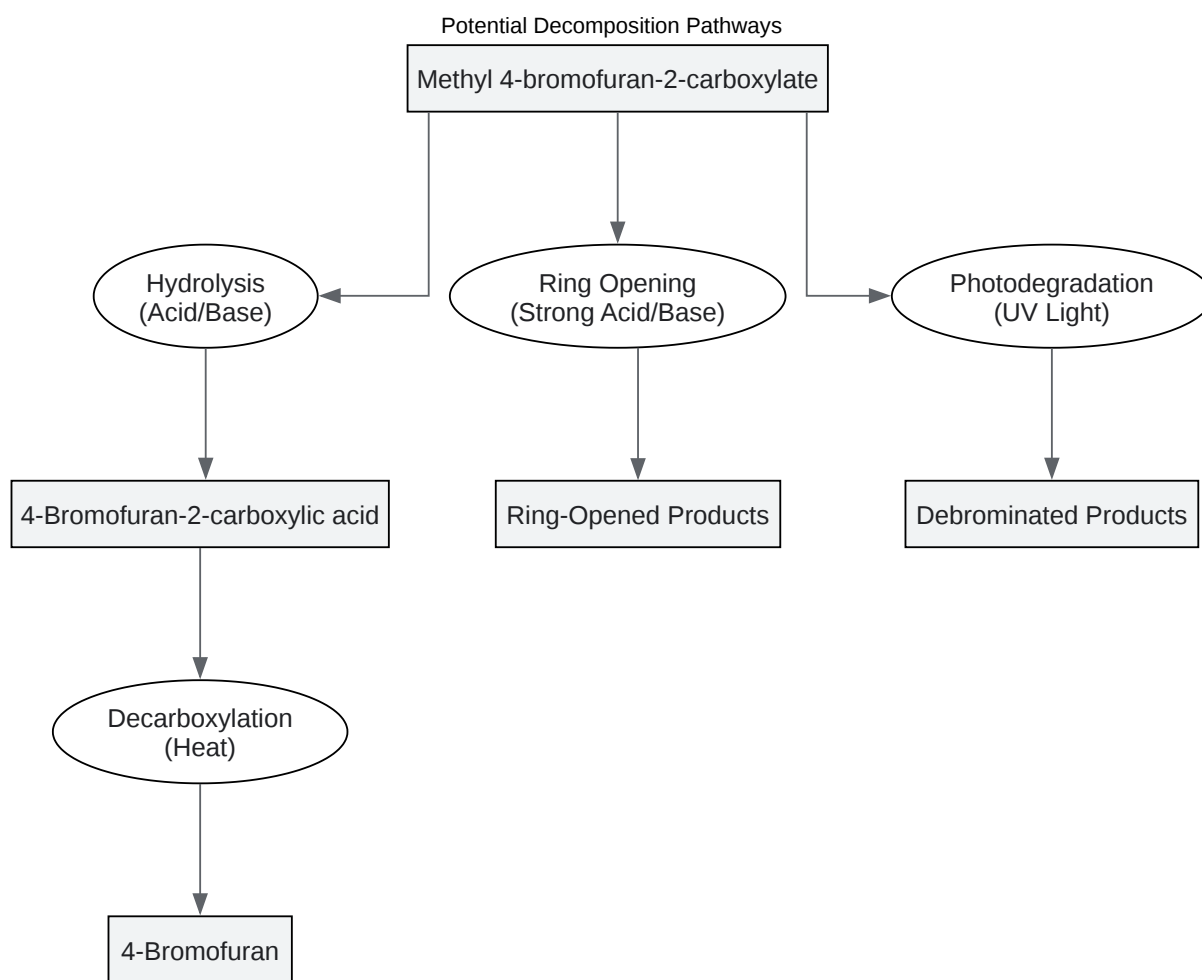 Potential Decomposition Pathways
Methyl 4-bromofuran-2-carboxylate
Hydrolysis
(Acid/Base)
Ring Opening
(Strong Acid/Base)
Photodegradation
(UV Light)
4-Bromofuran-2-carboxylic acid
Ring-Opened Products
Debrominated Products
Decarboxylation
(Heat)
4-Bromofuran